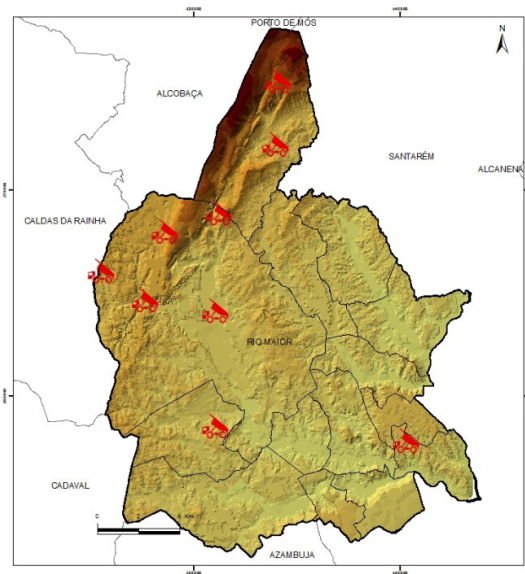 PORTO DE MÓS
N
ALCOBAÇA
SANTARÉM
ALCANENA
CALDAS DA RAINHA
RIO MAIOR
CADAVAL
AZAMBUJA